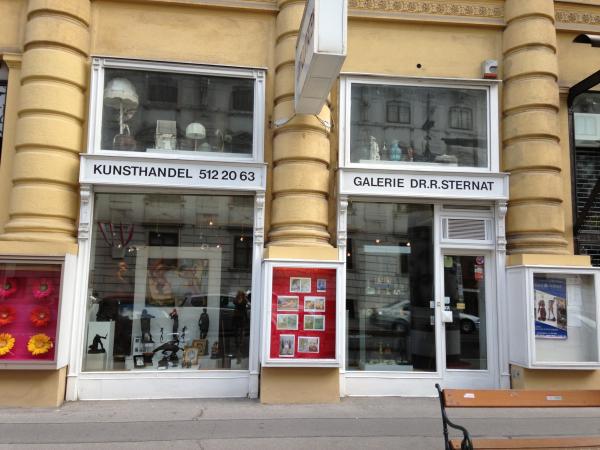 KUNSTHANDEL 512 20 63
GALERIE DR.R.STERNAT